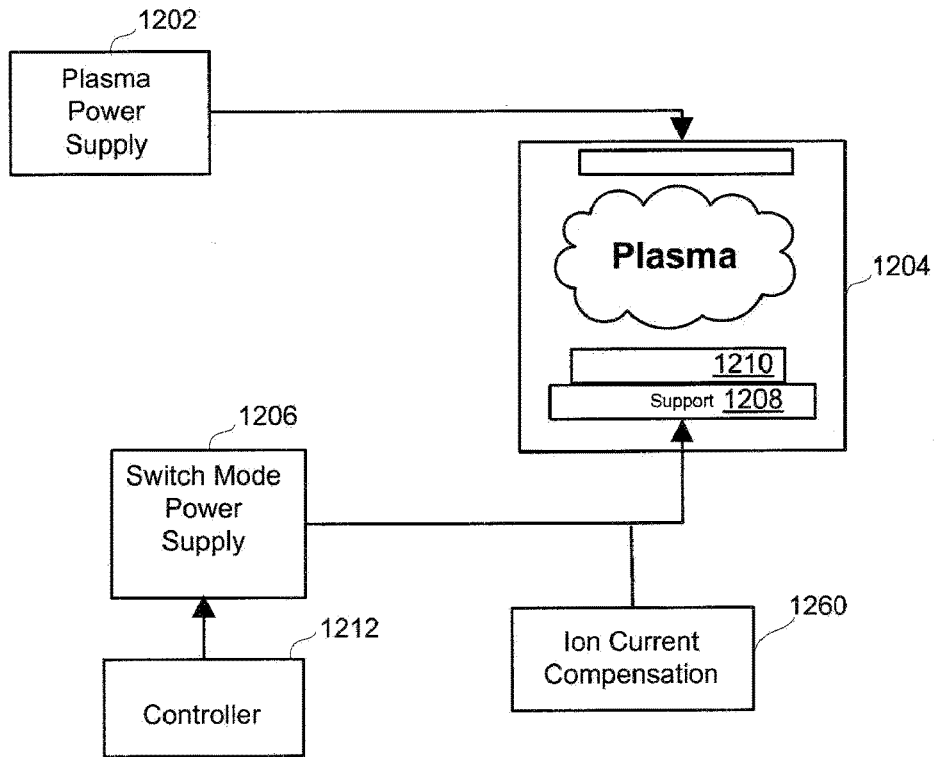 1202
Plasma
Power
Supply
Plasma
1204
1210
Support 1208
1206
Switch Mode
Power
Supply
1212
Controller
1260
Ion Current
Compensation